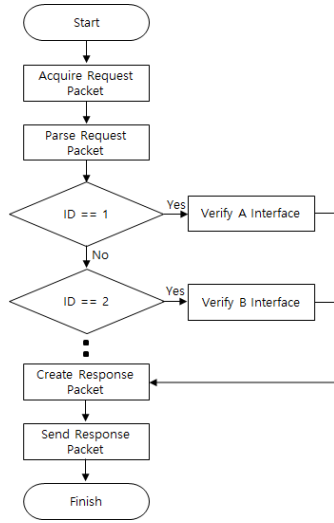 Start
Acquire Request
Packet
Parse Request
Packet
ID == 1
Yes
Verify A Interface
No
ID == 2
Yes
Verify B Interface
Create Response
Packet
Send Response
Packet
Finish